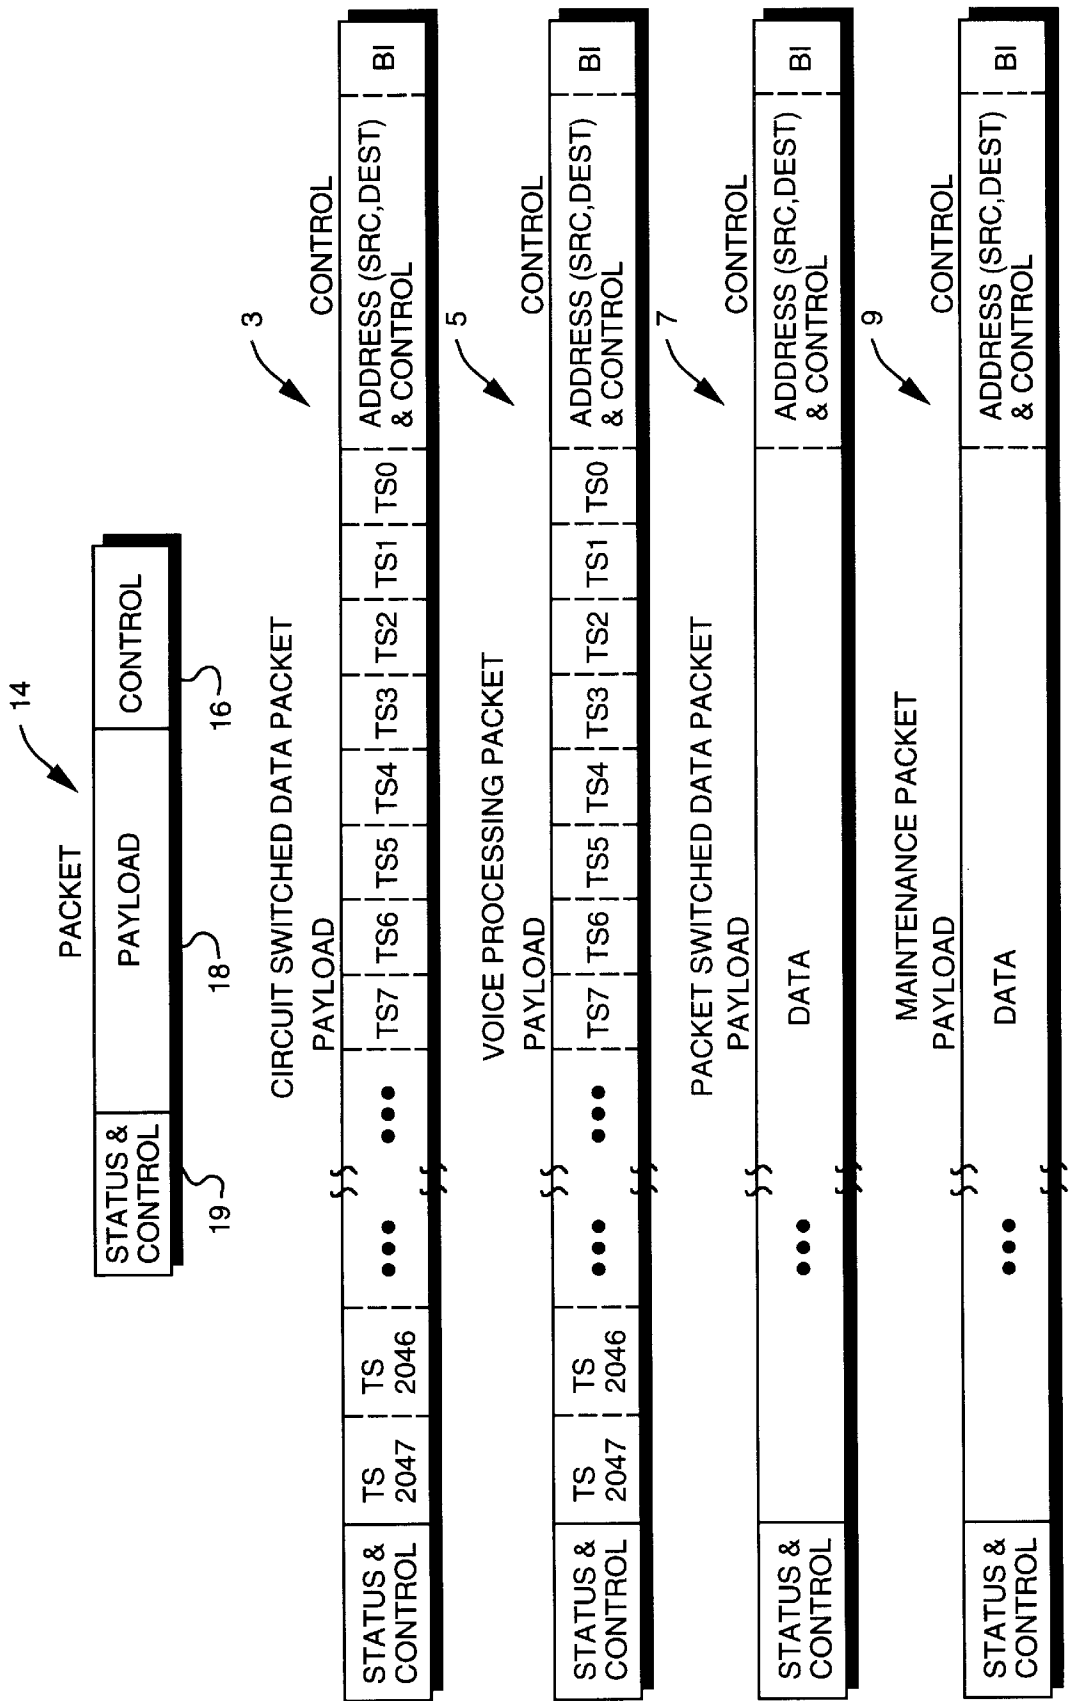 14
PACKET
STATUS &
CONTROL
PAYLOAD
CONTROL
19
18
16
3
CIRCUIT SWITCHED DATA PACKET
PAYLOAD
CONTROL
STATUS &
CONTROL
TS
2047
TS
2046
•••
•••
TS7
TS6
TS5
TS4
TS3
TS2
TS1
TS0
ADDRESS (SRC,DEST)
& CONTROL
BI
5
VOICE PROCESSING PACKET
PAYLOAD
CONTROL
STATUS &
CONTROL
TS
2047
TS
2046
•••
•••
TS7
TS6
TS5
TS4
TS3
TS2
TS1
TS0
ADDRESS (SRC,DEST)
& CONTROL
BI
7
PACKET SWITCHED DATA PACKET
PAYLOAD
CONTROL
STATUS &
CONTROL
•••
DATA
ADDRESS (SRC,DEST)
& CONTROL
BI
9
MAINTENANCE PACKET
PAYLOAD
CONTROL
STATUS &
CONTROL
•••
DATA
ADDRESS (SRC,DEST)
& CONTROL
BI